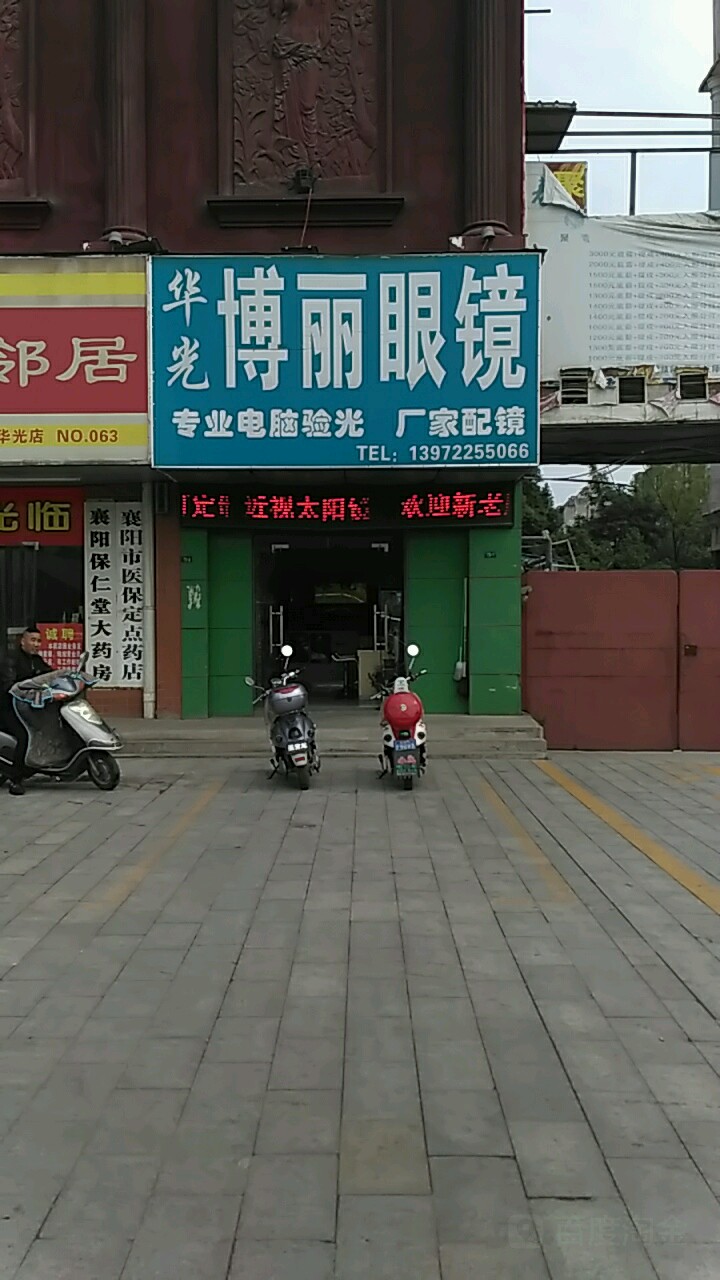 华光
博丽眼镜
专业电脑验光 厂家配镜
TEL: 13972255066
邻居
华光店 NO.063
近视太阳镜 欢迎新老
光临
襄阳保仁堂大药房
襄阳市医保定点药店
诚聘